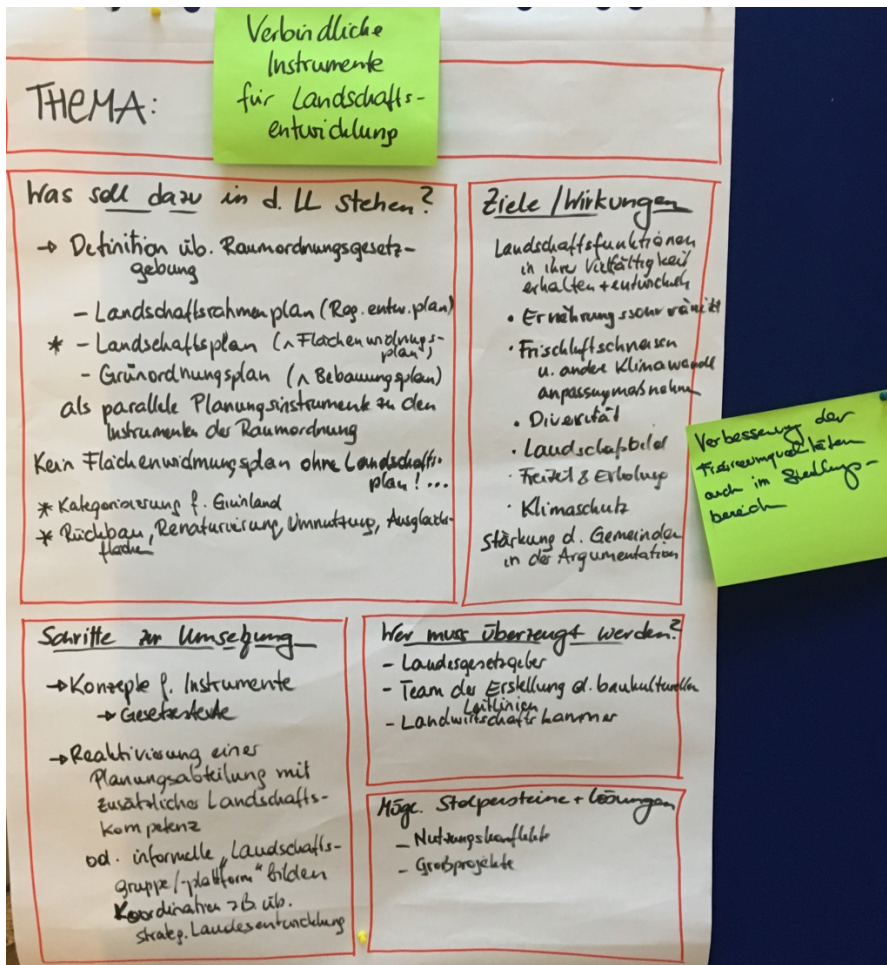 Verbindliche
Instrumente
für Landschafts-
entwicklung
THEMA:
Was soll dazu in d. LL stehen?
→ Definition üb. Raumordnungsgesetz-
gebung
- Landschaftsrahmenplan (Reg.entw.plan)
* - Landschaftsplan (∧ Flächenwidmungs-
plan)
- Grünordnungsplan (∧ Bebauungsplan)
als parallele Planungsinstrumente zu den
Instrumenten der Raumordnung
Kein Flächenwidmungsplan ohne Landschafts-
plan! ...
* Kategorisierung f. Grünland
* Rückbau, Renaturierung, Umnutzung, Ausgleichs-
flächen
Ziele / Wirkungen
Landschaftsfunktionen
in ihrer Vielfältigkeit
erhalten + entwickeln
• Ernährungssouveränität
• Frischluftschneisen
u. andere Klimawandel
anpassungmaßnahmen
• Diversität
• Landschaftsbild
• Freizeit & Erholung
• Klimaschutz
Stärkung d. Gemeinden
in der Argumentation
Verbesserung der
Freiraumqualitäten
auch im Siedlungs-
bereich
Schritte zur Umsetzung
→ Konzepte f. Instrumente
→ Gesetzestexte
→ Reaktivierung einer
Planungsabteilung mit
zusätzlicher Landschafts-
kompetenz
od. informelle „Landschafts-
gruppe/-plattform" bilden
Koordination zB. üb.
strateg. Landesentwicklung
Wer muss überzeugt werden?
- Landesgesetzgeber
- Team der Erstellung d. baukulturellen
Leitlinien
- Landwirtschaftskammer
Mögl. Stolpersteine + Lösungen
- Nutzungskonflikte
- Großprojekte